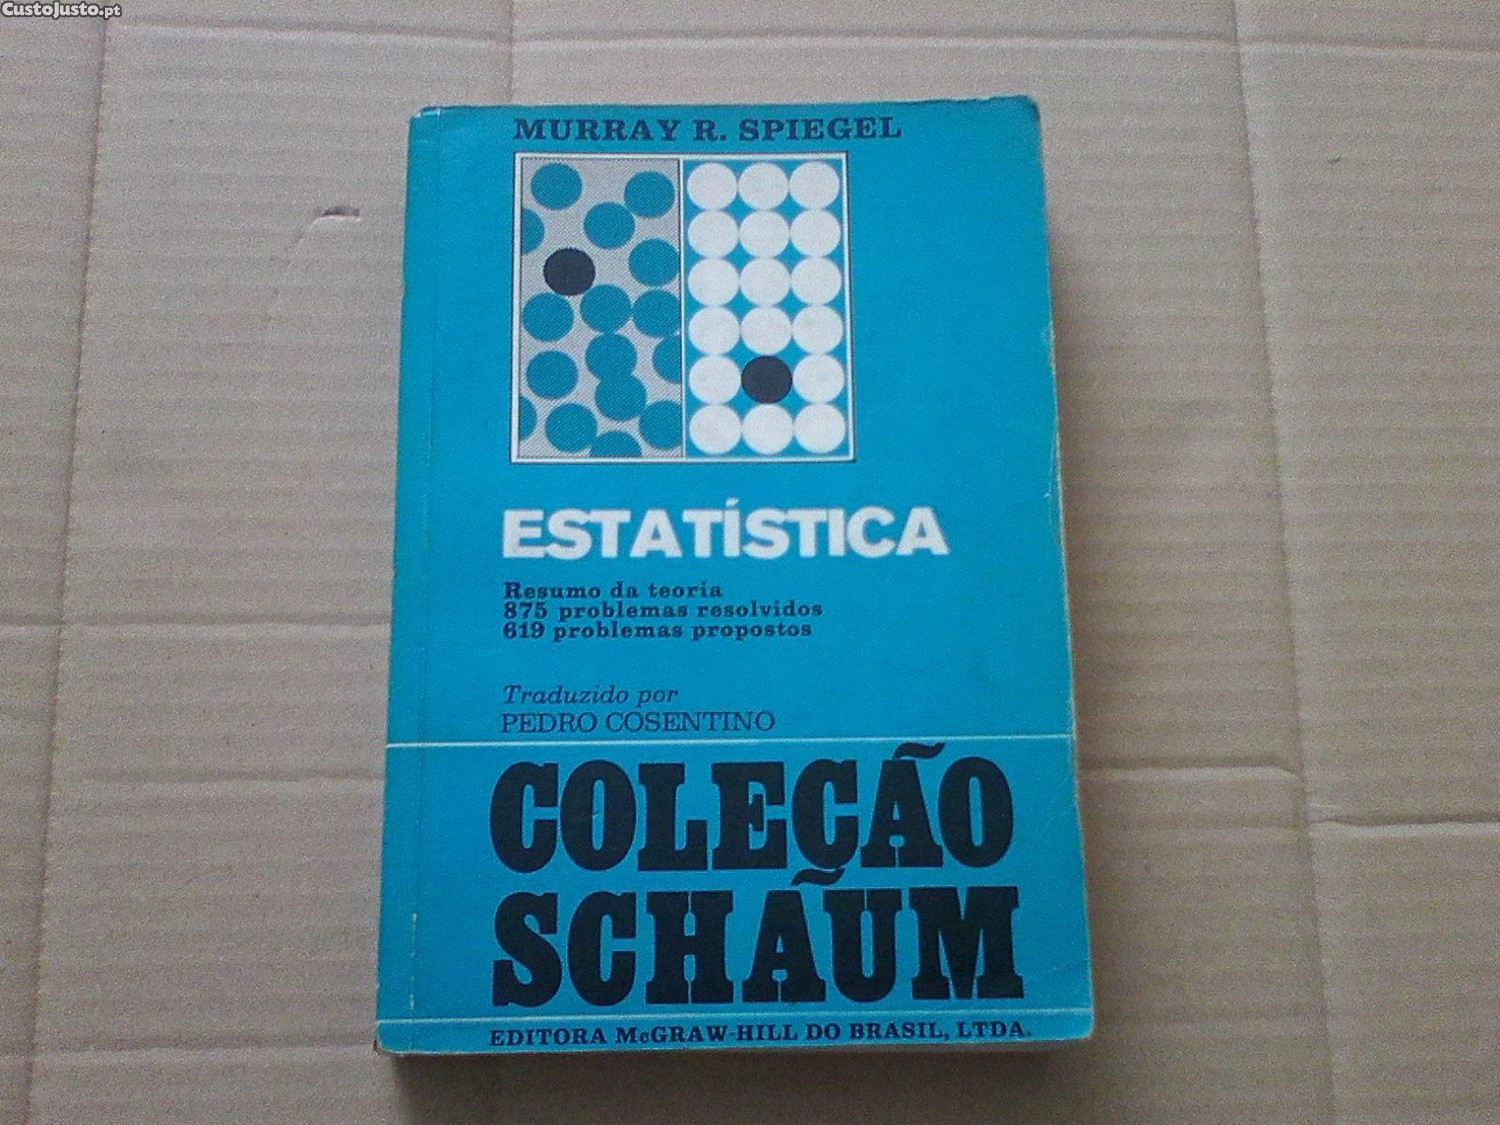 CustoJusto.pt
MURRAY R. SPIEGEL
ESTATÍSTICA
Resumo da teoria
875 problemas resolvidos
619 problemas propostos
Traduzido por
PEDRO COSENTINO
COLEÇÃO
SCHAUM
EDITORA McGRAW-HILL DO BRASIL, LTDA.